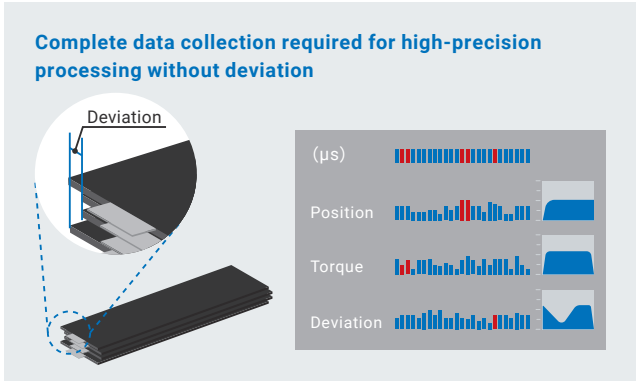 Complete data collection required for high-precision
processing without deviation
Deviation
(μs)
Position
Torque
Deviation